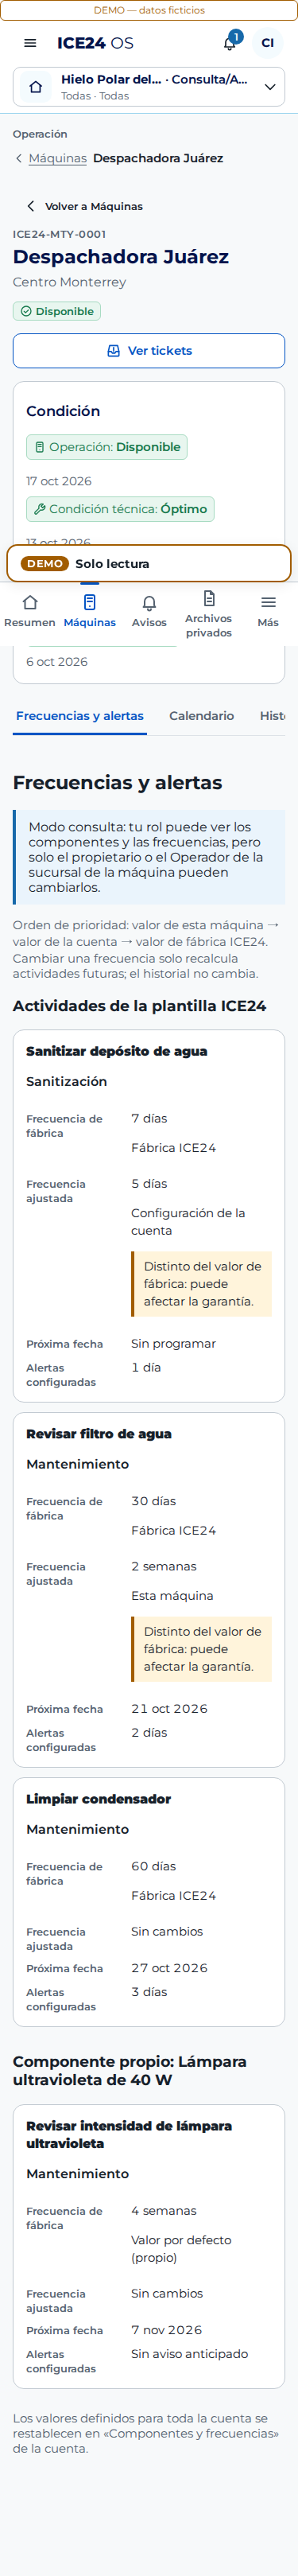 DEMO — datos ficticios
ICE24 OS
1
CI
Hielo Polar del... · Consulta/A...
Todas · Todas
Operación
Máquinas Despachadora Juárez
Volver a Máquinas
ICE24-MTY-0001
Despachadora Juárez
Centro Monterrey
Disponible
Ver tickets
Condición
Operación: Disponible
17 oct 2026
Condición técnica: Óptimo
13 oct 2026
DEMO Solo lectura
Resumen
Máquinas
Avisos
Archivos
privados
Más
6 oct 2026
Frecuencias y alertas
Calendario
Frecuencias y alertas
Modo consulta: tu rol puede ver los
componentes y las frecuencias, pero
solo el propietario o el Operador de la
sucursal de la máquina pueden
cambiarlos.
Orden de prioridad: valor de esta máquina →
valor de la cuenta → valor de fábrica ICE24.
Cambiar una frecuencia solo recalcula
actividades futuras; el historial no cambia.
Actividades de la plantilla ICE24
Sanitizar depósito de agua
Sanitización
Frecuencia de
fábrica
7 días
Fábrica ICE24
Frecuencia
ajustada
5 días
Configuración de la
cuenta
Distinto del valor de
fábrica: puede
afectar la garantía.
Próxima fecha
Sin programar
Alertas
configuradas
1 día
Revisar filtro de agua
Mantenimiento
Frecuencia de
fábrica
30 días
Fábrica ICE24
Frecuencia
ajustada
2 semanas
Esta máquina
Distinto del valor de
fábrica: puede
afectar la garantía.
Próxima fecha
21 oct 2026
Alertas
configuradas
2 días
Limpiar condensador
Mantenimiento
Frecuencia de
fábrica
60 días
Fábrica ICE24
Frecuencia
ajustada
Sin cambios
Próxima fecha
27 oct 2026
Alertas
configuradas
3 días
Componente propio: Lámpara
ultravioleta de 40 W
Revisar intensidad de lámpara
ultravioleta
Mantenimiento
Frecuencia de
fábrica
4 semanas
Valor por defecto
(propio)
Frecuencia
ajustada
Sin cambios
Próxima fecha
7 nov 2026
Alertas
configuradas
Sin aviso anticipado
Los valores definidos para toda la cuenta se
restablecen en «Componentes y frecuencias»
de la cuenta.